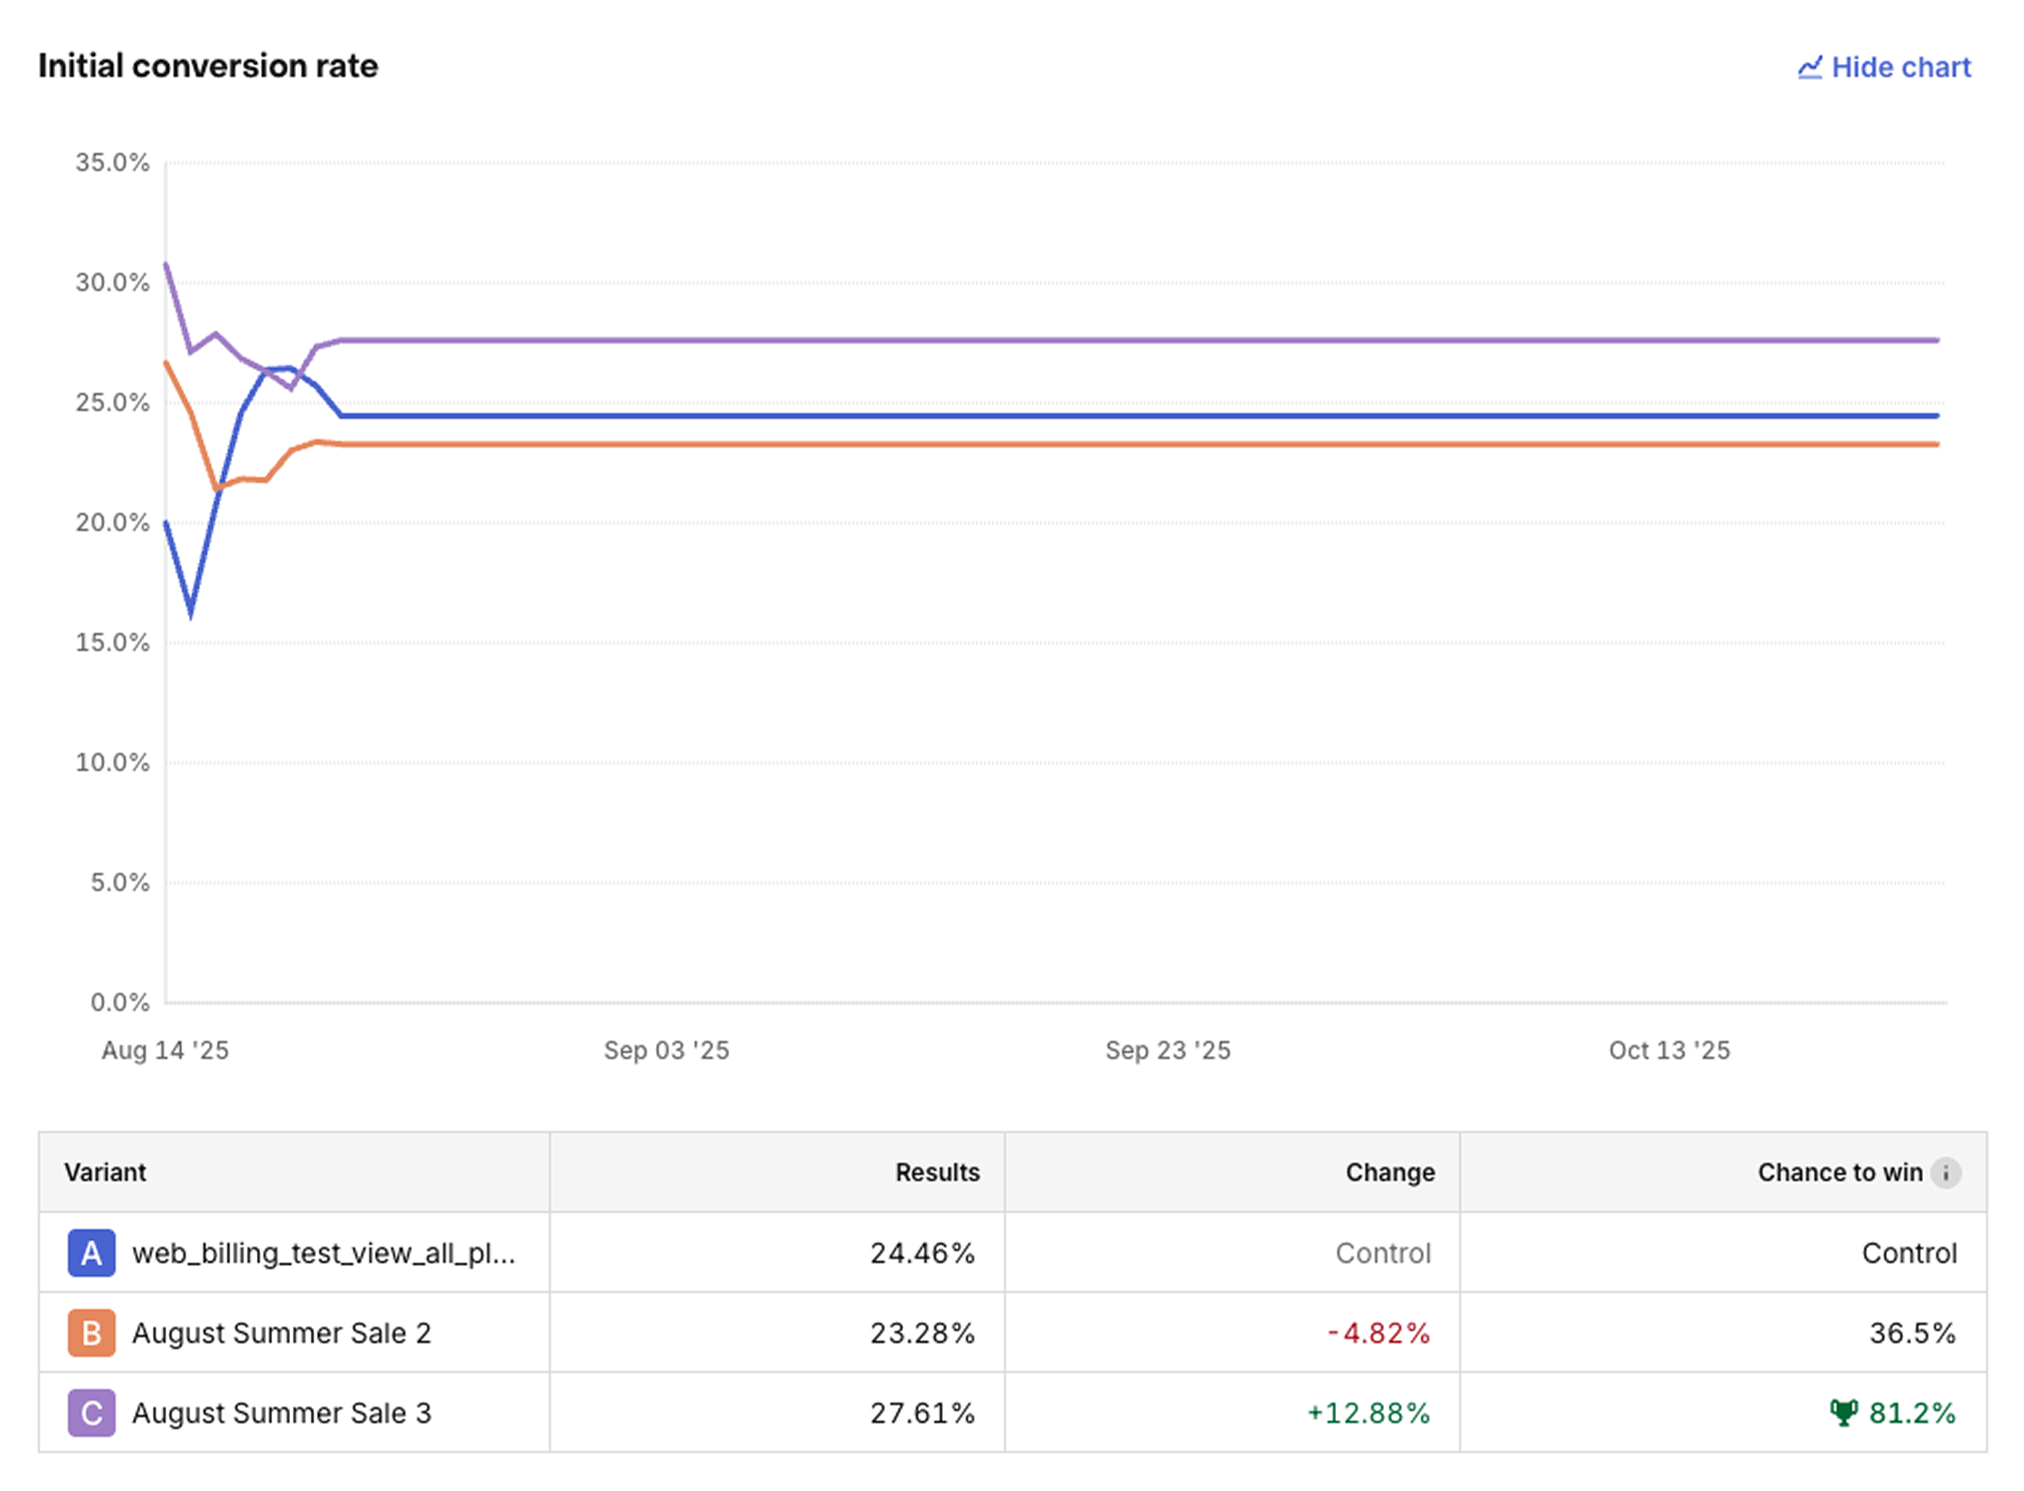 Initial conversion rate
Hide chart
35.0%
30.0%
25.0%
20.0%
15.0%
10.0%
5.0%
0.0%
Aug 14 '25 Sep 03 '25 Sep 23 '25 Oct 13 '25
Variant Results Change Chance to win i
A web_billing_test_view_all_pl... 24.46% Control Control
B August Summer Sale 2 23.28% -4.82% 36.5%
C August Summer Sale 3 27.61% +12.88% 81.2%